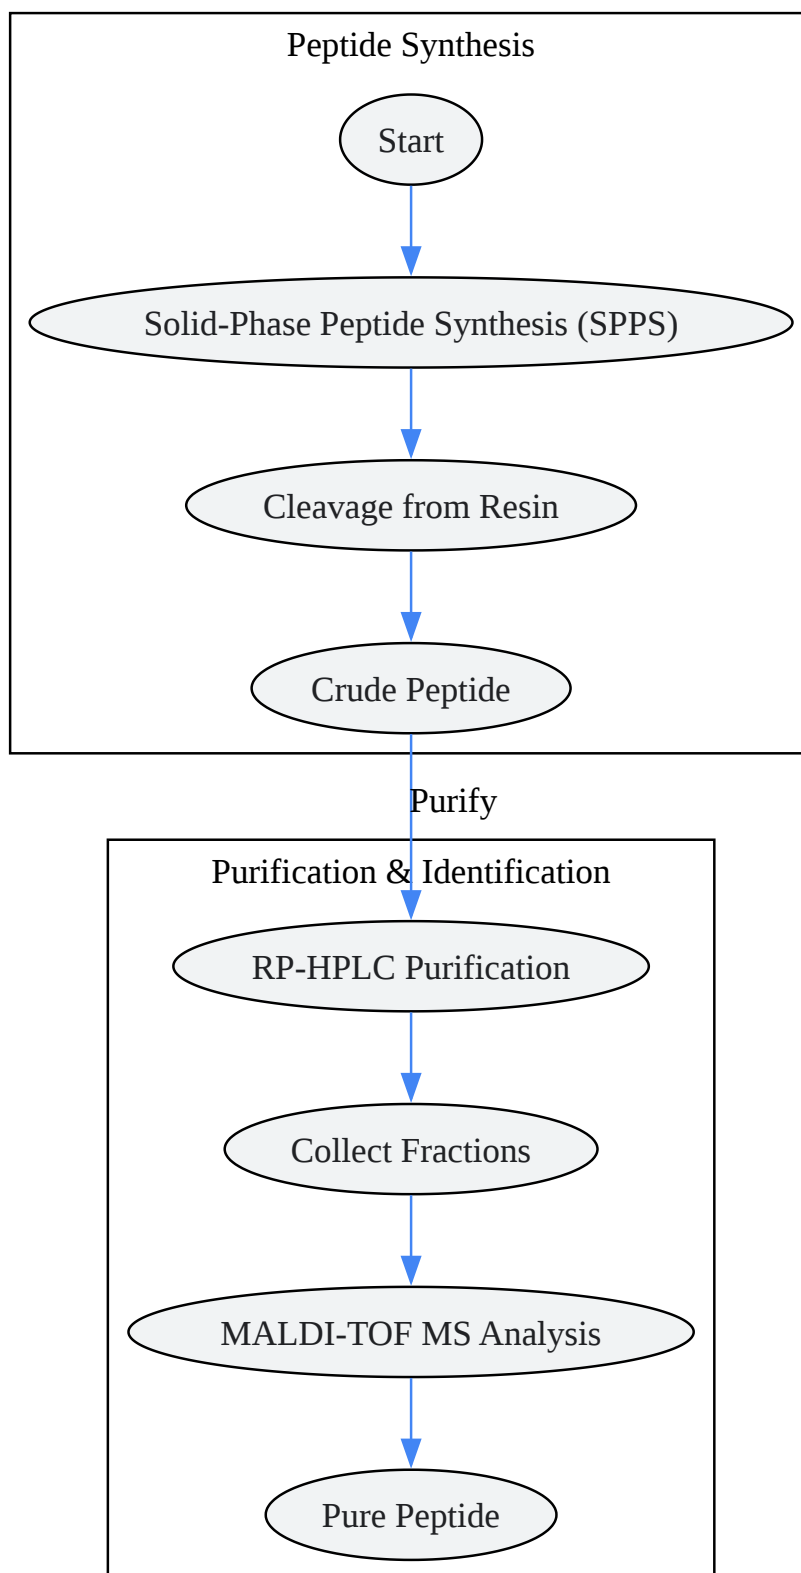 Peptide Synthesis
Start
Solid-Phase Peptide Synthesis (SPPS)
Cleavage from Resin
Crude Peptide
Purify
Purification & Identification
RP-HPLC Purification
Collect Fractions
MALDI-TOF MS Analysis
Pure Peptide